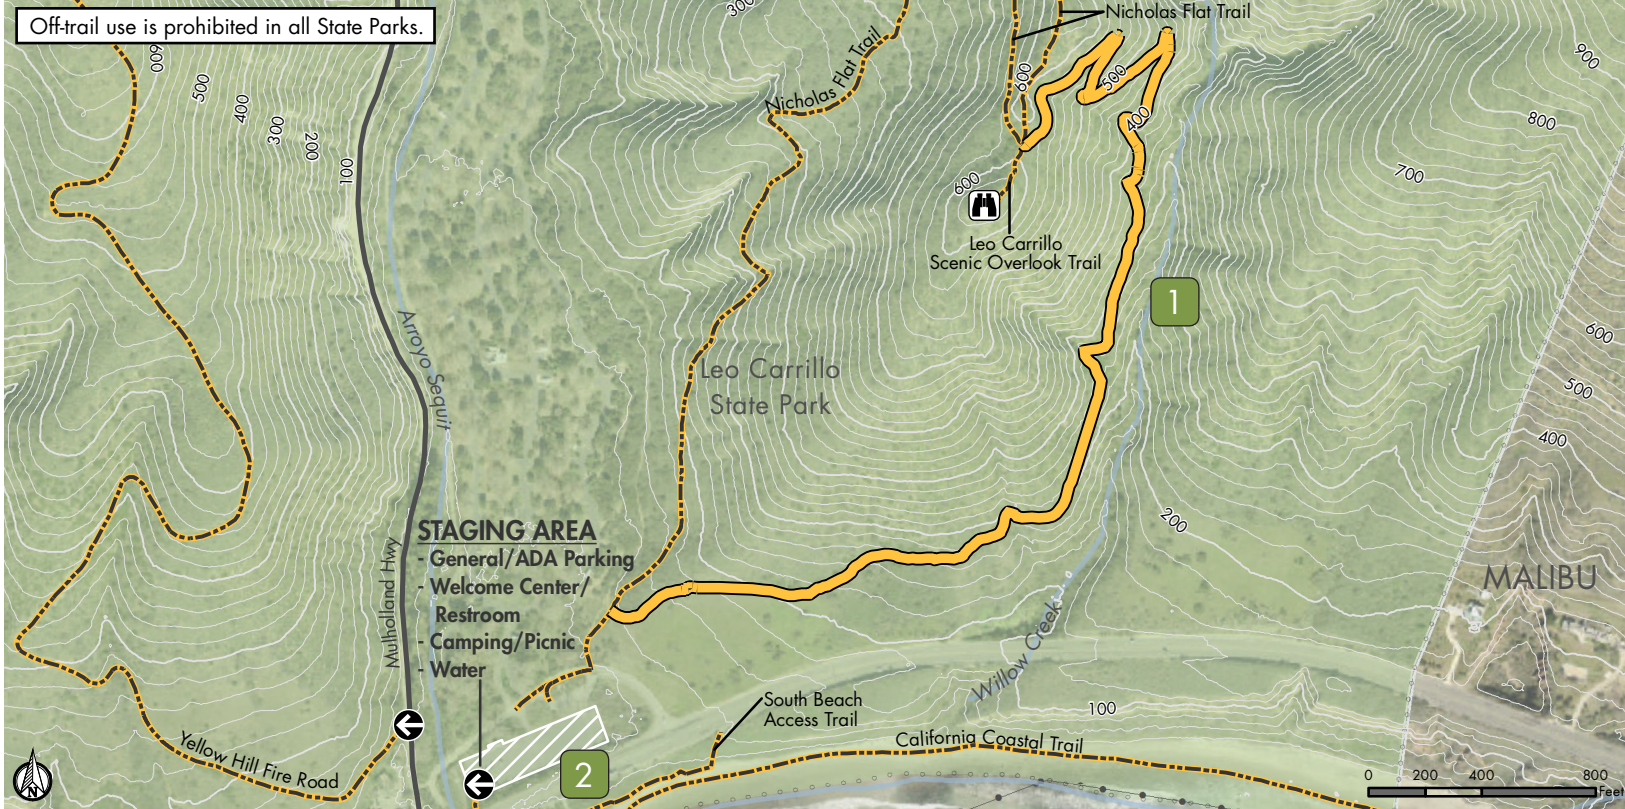 Off-trail use is prohibited in all State Parks.
300
Nicholas Flat Trail
Nicholas Flat Trail
600
500
400
300
200
100
600
500
400
900
800
700
600
500
400
200
100
600
Leo Carrillo
Scenic Overlook Trail
1
Arroyo Sequit
Leo Carrillo
State Park
STAGING AREA
- General/ADA Parking
- Welcome Center/
Restroom
- Camping/Picnic
- Water
Mulholland Hwy
MALIBU
Willow Creek
South Beach
Access Trail
California Coastal Trail
Yellow Hill Fire Road
2
N
0 200 400 800
Feet